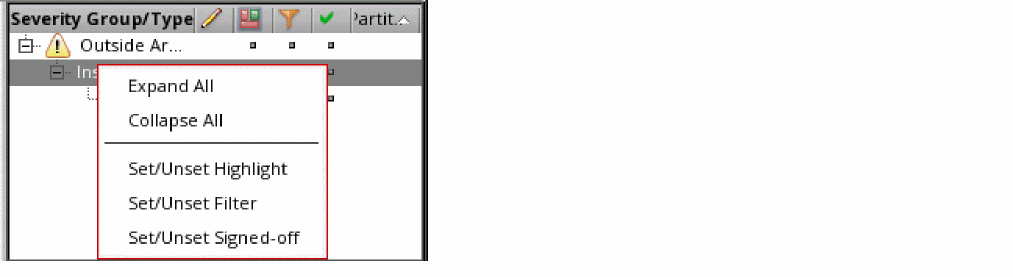 Severity Group/Type
Outside Ar...
Ins
Expand All
Collapse All
Set/Unset Highlight
Set/Unset Filter
Set/Unset Signed-off